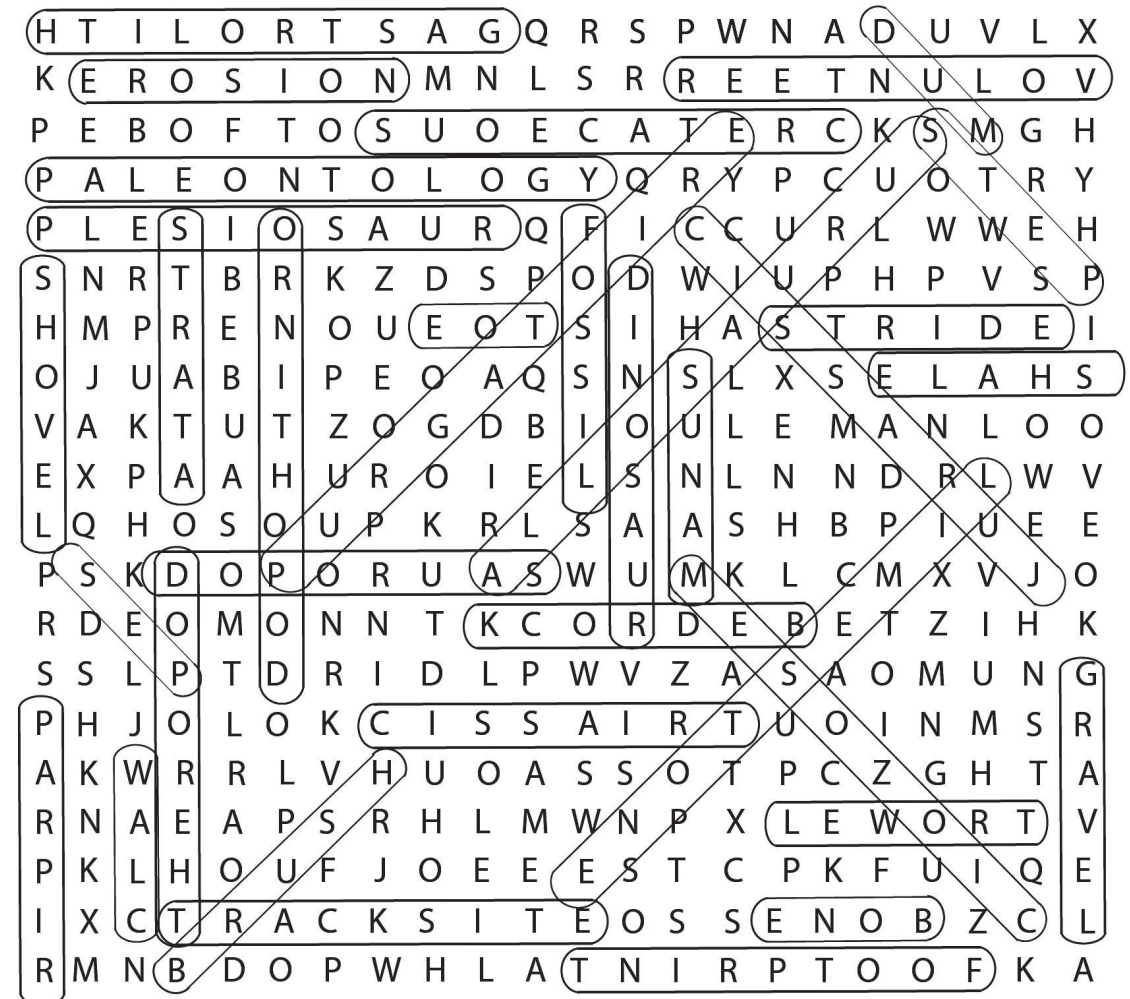 H T I L O R T S A G Q R S P W N A D U V L X
K E R O S I O N M N L S R R E E T N U L O V
P E B O F T O S U O E C A T E R C K S M G H
P A L E O N T O L O G Y Q R Y P C U O T R Y
P L E S I O S A U R Q F I C C U R L W W E H
S N R T B R K Z D S P O D W I U P H P V S P
H M P R E N O U E O T S I H A S T R I D E I
O J U A B I P E O A Q S N S L X S E L A H S
V A K T U T Z O G D B I O U L E M A N L O O
E X P A A H U R O I E L S N L N N D R L W V
L Q H O S O U P K R L S A A S H B P I U E E
P S K D O P O R U A S W U M K L C M X V J O
R D E O M O N N T K C O R D E B E T Z I H K
S S L P T D R I D L P W V Z A S A O M U N G
P H J O L O K C I S S A I R T U O I N M S R
A K W R R L V H U O A S S O T P C Z G H T A
R N A E A P S R H L M W N P X L E W O R T V
P K L H O U F J O E E E S T C P K F U I Q E
I X C T R A C K S I T E O S S E N O B Z C L
R M N B D O P W H L A T N I R P T O O F K A